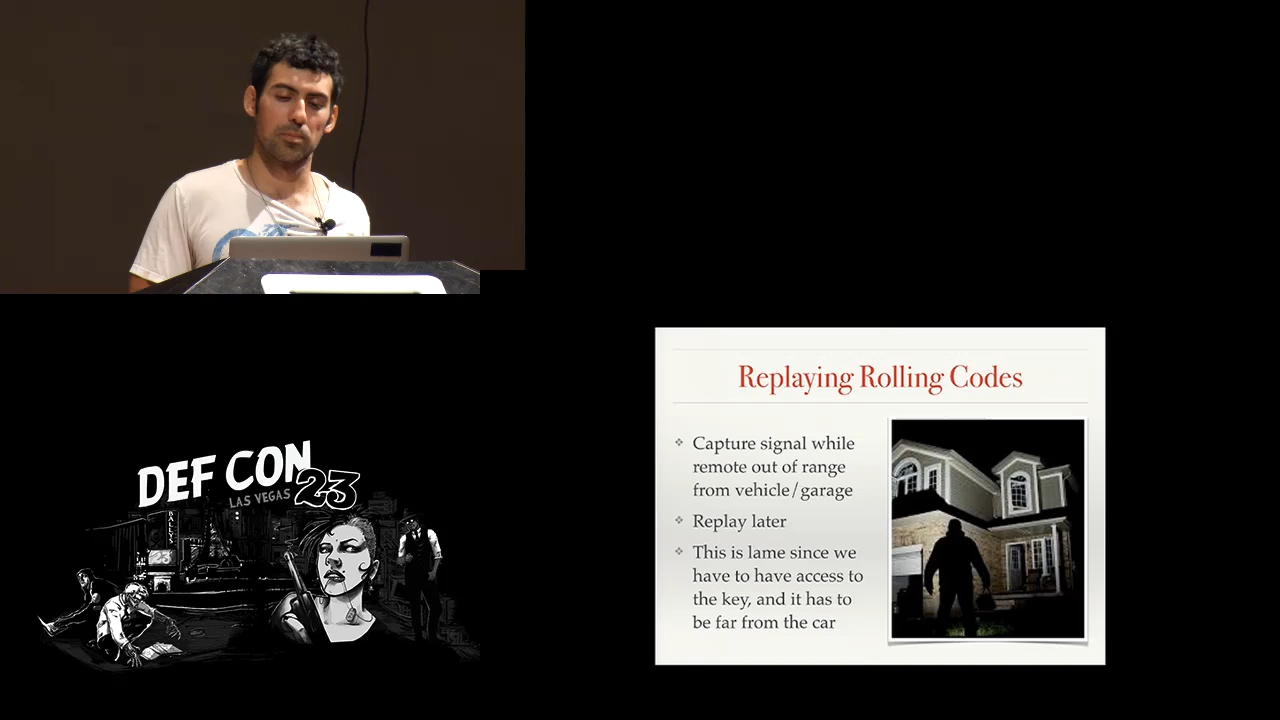 Replaying Rolling Codes
Capture signal while
remote out of range
from vehicle/garage
Replay later
This is lame since we
have to have access to
the key, and it has to
be far from the car
DEF CON
LAS VEGAS 23
BALLY'S